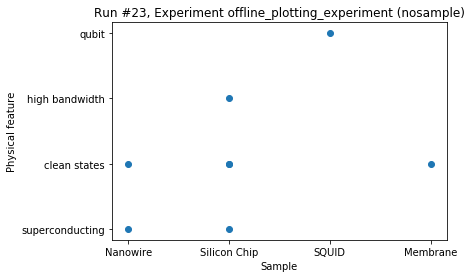 Run #23, Experiment offline_plotting_experiment (nosample)
qubit
high bandwidth
clean states
superconducting
Physical feature
Nanowire Silicon Chip SQUID Membrane
Sample